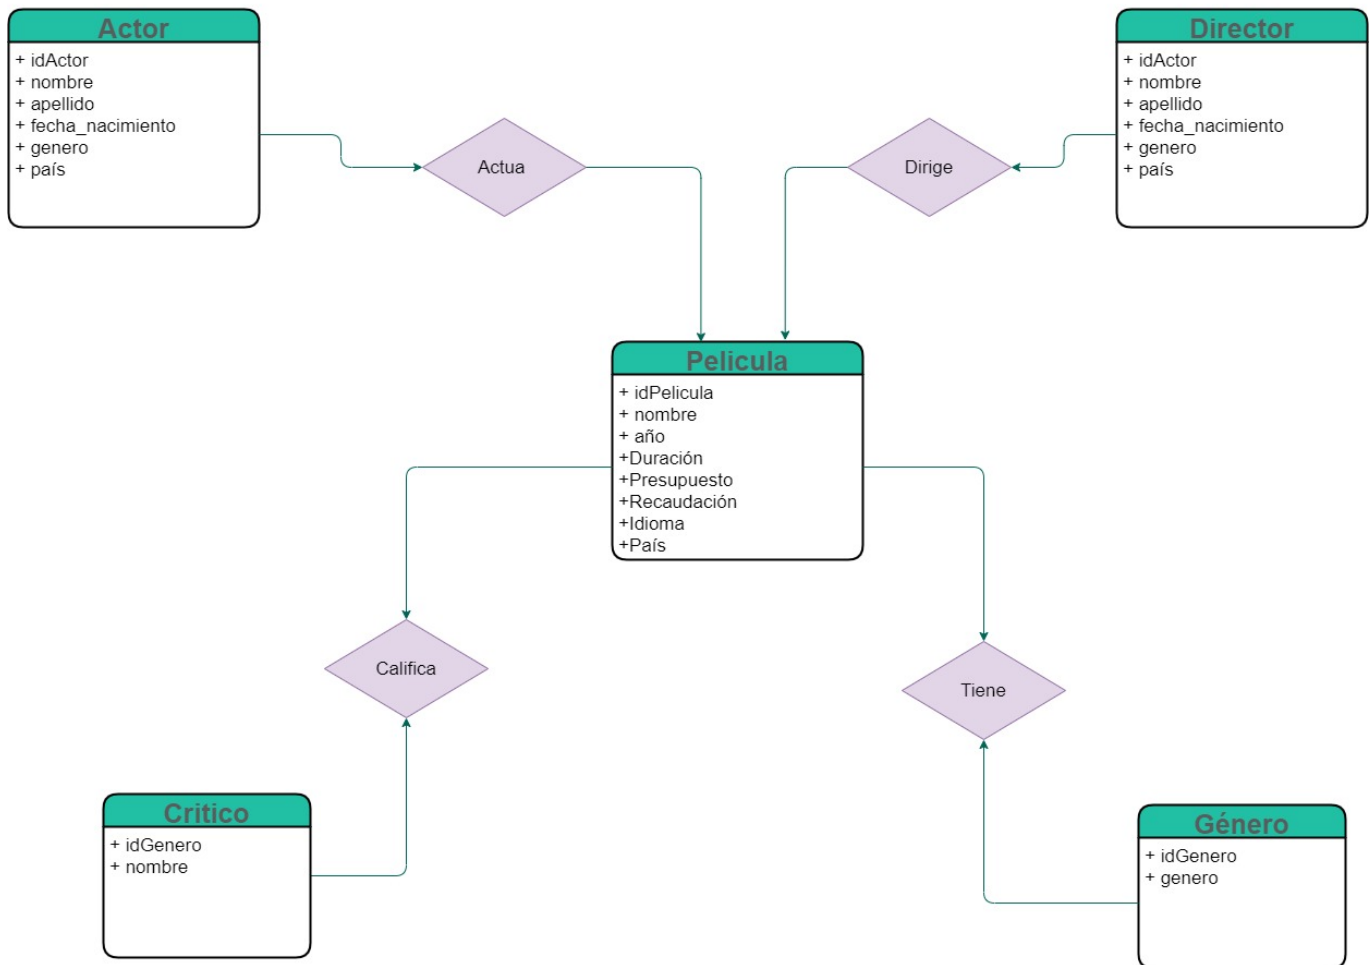 Actor
+ idActor
+ nombre
+ apellido
+ fecha_nacimiento
+ genero
+ país
Director
+ idActor
+ nombre
+ apellido
+ fecha_nacimiento
+ genero
+ país
Actua
Dirige
Pelicula
+ idPelicula
+ nombre
+ año
+Duración
+Presupuesto
+Recaudación
+Idioma
+País
Califica
Tiene
Critico
+ idGenero
+ nombre
Género
+ idGenero
+ genero